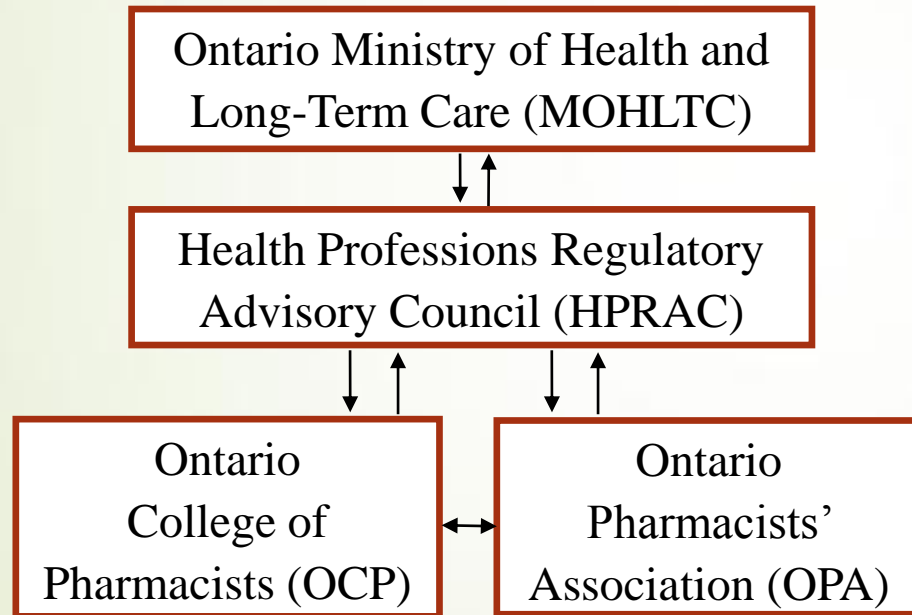 Ontario Ministry of Health and
Long-Term Care (MOHLTC)
Health Professions Regulatory
Advisory Council (HPRAC)
Ontario
College of
Pharmacists (OCP)
Ontario
Pharmacists’
Association (OPA)